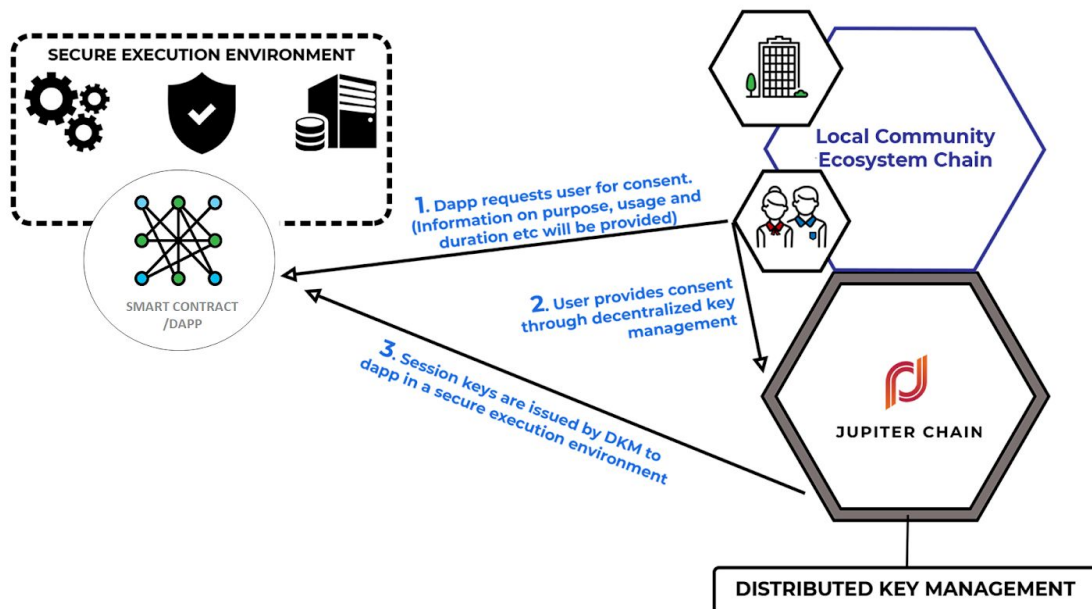 SECURE EXECUTION ENVIRONMENT
SMART CONTRACT
/DAPP
Local Community
Ecosystem Chain
1. Dapp requests user for consent.
(Information on purpose, usage and
duration etc will be provided)
2. User provides consent
through decentralized key
management
3. Session keys are issued by DKM to
dapp in a secure execution environment
JUPITER CHAIN
DISTRIBUTED KEY MANAGEMENT